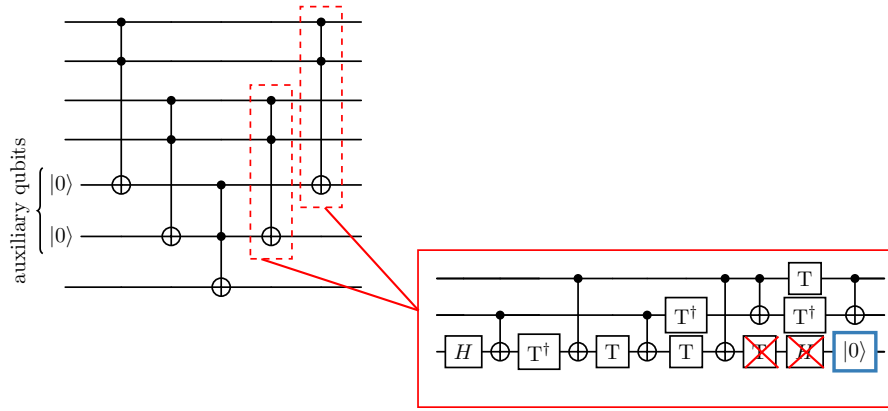 auxiliary qubits
|0⟩
|0⟩
T
T† T†
H T† T T T H |0⟩